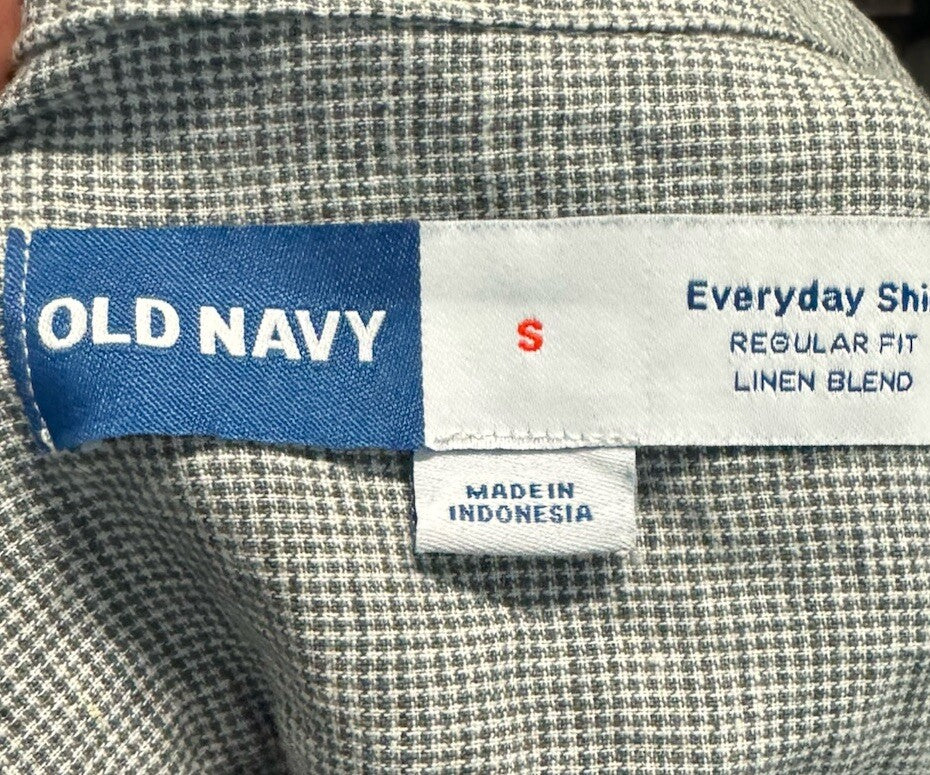 OLD NAVY
S
Everyday Shi
REGULAR FIT
LINEN BLEND
MADE IN
INDONESIA